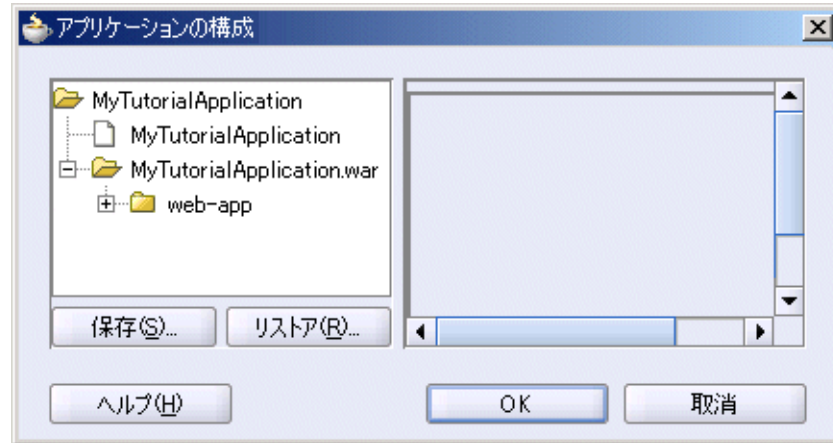 アプリケーションの構成
MyTutorialApplication
MyTutorialApplication
MyTutorialApplication.war
web-app
保存(S)... リストア(R)...
ヘルプ(H) OK 取消